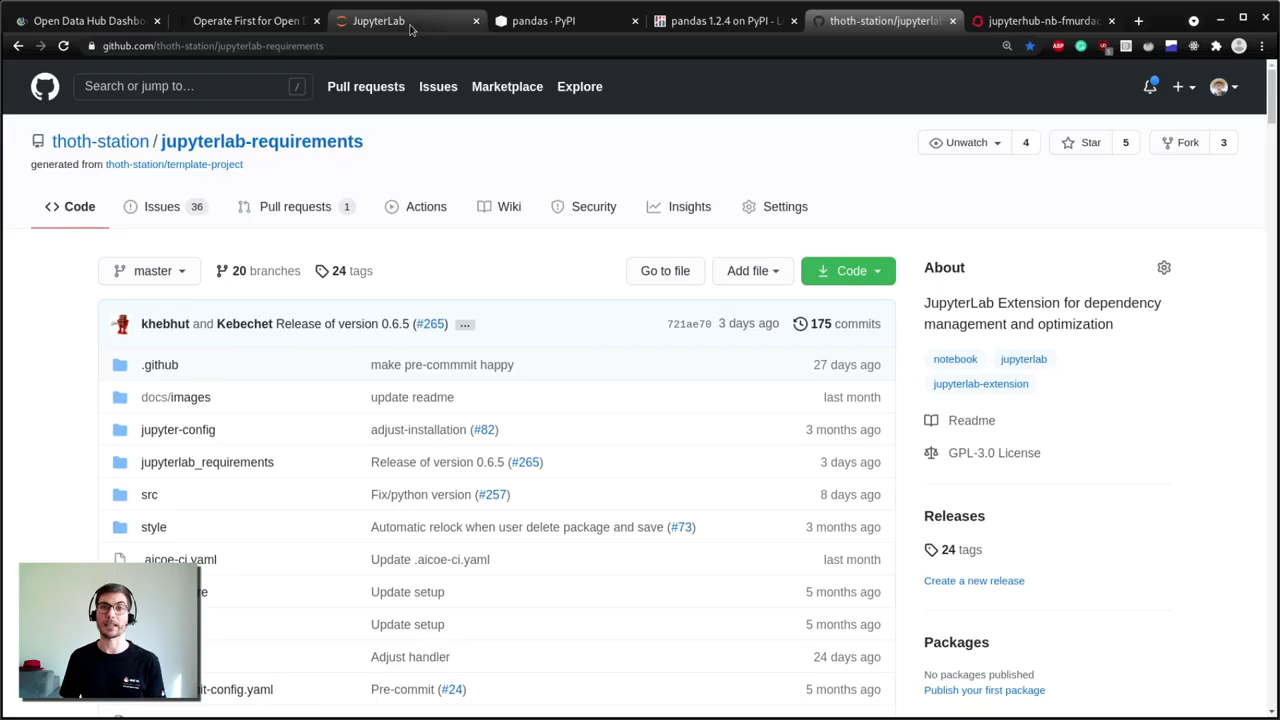 Open Data Hub Dashbo
Operate First for Open D
JupyterLab
pandas · PyPI
pandas 1.2.4 on PyPI - L
thoth-station/jupyterlab
jupyterhub-nb-fmurdac
github.com/thoth-station/jupyterlab-requirements
Search or jump to…
/
Pull requests
Issues
Marketplace
Explore
thoth-station / jupyterlab-requirements
generated from thoth-station/template-project
Unwatch 4
Star 5
Fork 3
Code
Issues 36
Pull requests 1
Actions
Wiki
Security
Insights
Settings
master
20 branches
24 tags
Go to file
Add file
Code
khebhut and Kebechet Release of version 0.6.5 (#265) ...
721ae70 3 days ago
175 commits
.github make pre-commmit happy 27 days ago
docs/images update readme last month
jupyter-config adjust-installation (#82) 3 months ago
jupyterlab_requirements Release of version 0.6.5 (#265) 3 days ago
src Fix/python version (#257) 8 days ago
style Automatic relock when user delete package and save (#73) 3 months ago
.aicoe-ci.yaml Update .aicoe-ci.yaml last month
Update setup 5 months ago
Update setup 5 months ago
Adjust handler 24 days ago
it-config.yaml Pre-commit (#24) 5 months ago
About
JupyterLab Extension for dependency
management and optimization
notebook
jupyterlab
jupyterlab-extension
Readme
GPL-3.0 License
Releases
24 tags
Create a new release
Packages
No packages published
Publish your first package